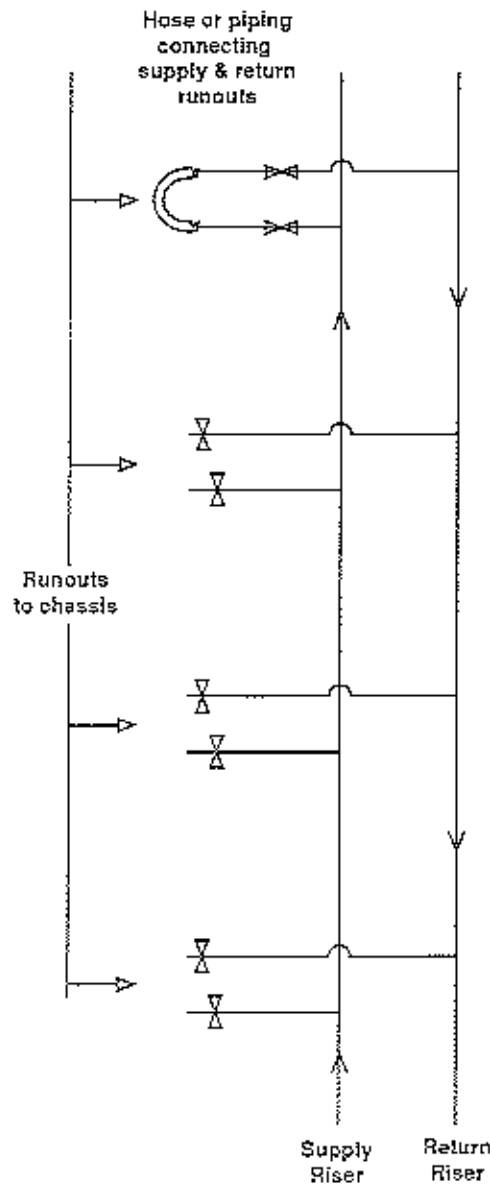 Hose or piping
connecting
supply & return
runouts
Runouts
to chassis
Supply
Riser
Return
Riser